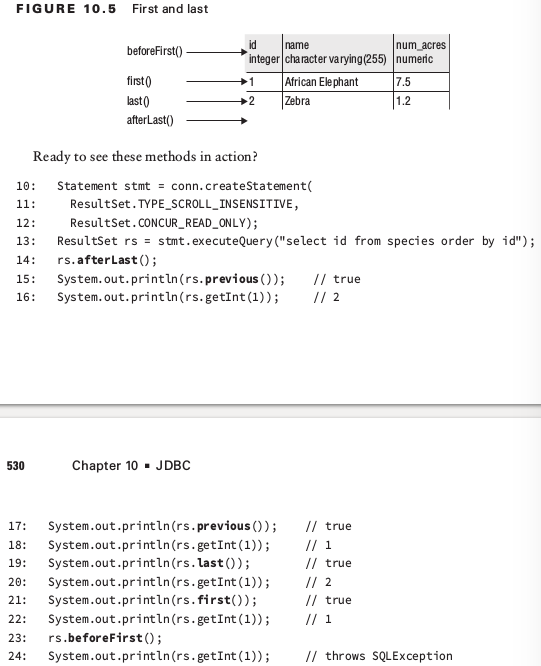 FIGURE 10.5 First and last
beforeFirst()
id name num_acres
integer character varying(255) numeric
first() 1 African Elephant 7.5
last() 2 Zebra 1.2
afterLast()
Ready to see these methods in action?
10: Statement stmt = conn.createStatement(
11: ResultSet.TYPE_SCROLL_INSENSITIVE,
12: ResultSet.CONCUR_READ_ONLY);
13: ResultSet rs = stmt.executeQuery("select id from species order by id");
14: rs.afterLast();
15: System.out.println(rs.previous()); // true
16: System.out.println(rs.getInt(1)); // 2
530 Chapter 10 ▪ JDBC
17: System.out.println(rs.previous()); // true
18: System.out.println(rs.getInt(1)); // 1
19: System.out.println(rs.last()); // true
20: System.out.println(rs.getInt(1)); // 2
21: System.out.println(rs.first()); // true
22: System.out.println(rs.getInt(1)); // 1
23: rs.beforeFirst();
24: System.out.println(rs.getInt(1)); // throws SQLException